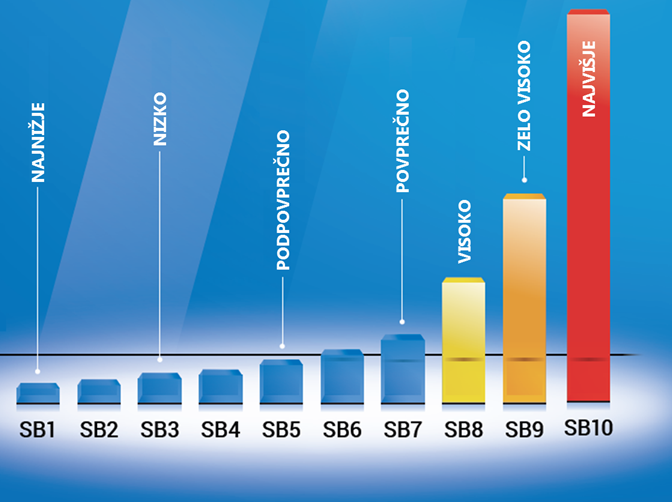 NAJNIŽJE
NIZKO
PODPOVPREČNO
POVPREČNO
VISOKO
ZELO VISOKO
NAJVIŠJE
SB1 SB2 SB3 SB4 SB5 SB6 SB7 SB8 SB9 SB10